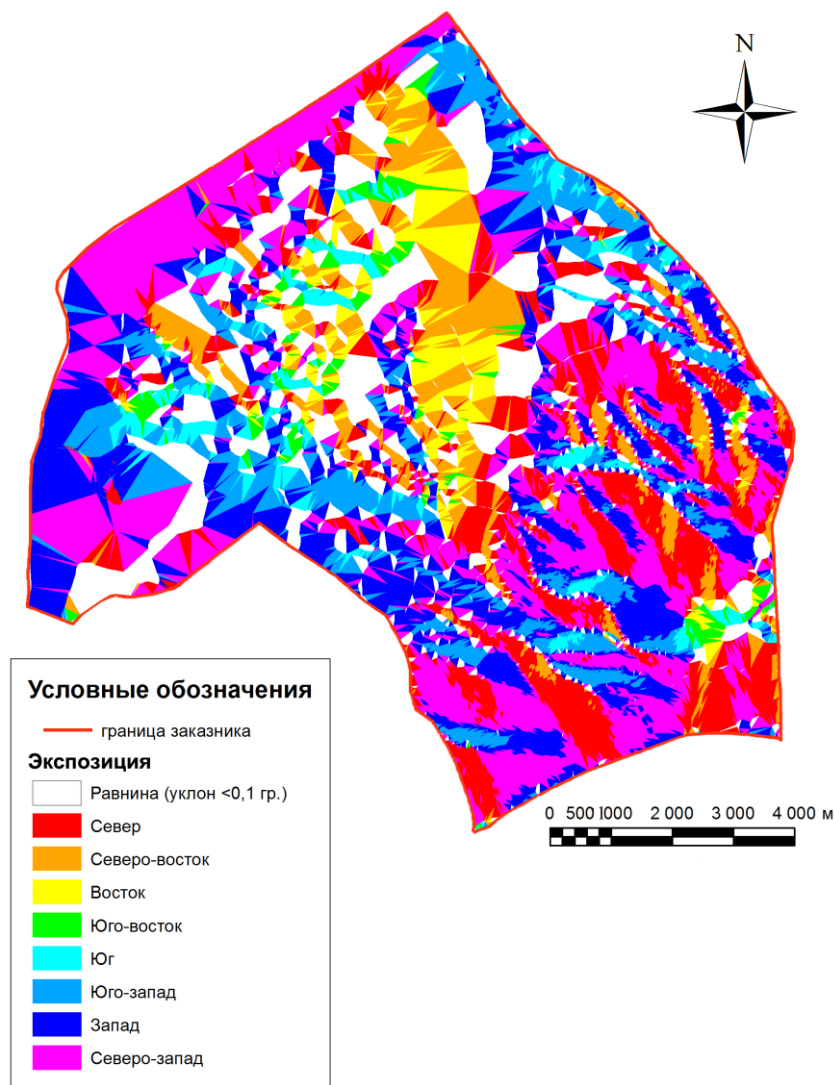 N
Условные обозначения
граница заказника
Экспозиция
Равнина (уклон <0,1 гр.)
Север
Северо-восток
Восток
Юго-восток
Юг
Юго-запад
Запад
Северо-запад
0 500 1000 2 000 3 000 4 000 м